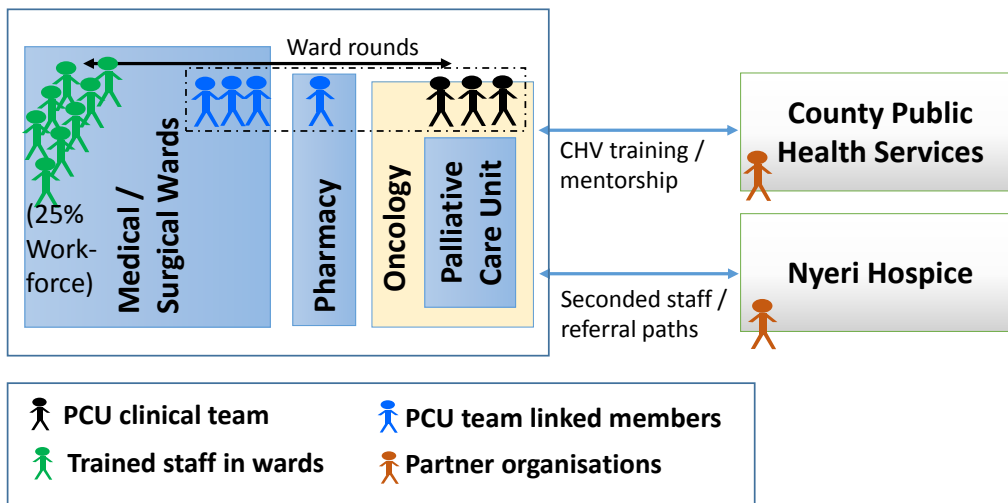 Ward rounds
(25%
Work-
force)
Medical /
Surgical Wards
Pharmacy
Oncology
Palliative
Care Unit
CHV training /
mentorship
County Public
Health Services
Seconded staff /
referral paths
Nyeri Hospice
PCU clinical team
PCU team linked members
Trained staff in wards
Partner organisations